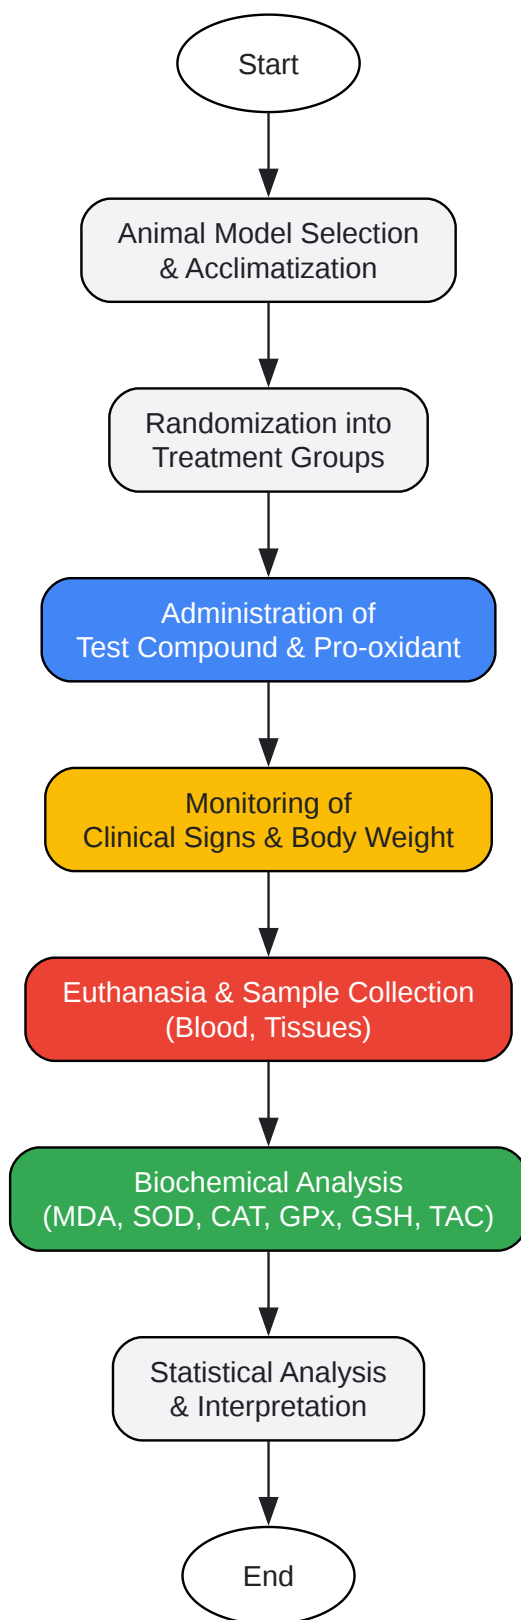 Start
Animal Model Selection
& Acclimatization
Randomization into
Treatment Groups
Administration of
Test Compound & Pro-oxidant
Monitoring of
Clinical Signs & Body Weight
Euthanasia & Sample Collection
(Blood, Tissues)
Biochemical Analysis
(MDA, SOD, CAT, GPx, GSH, TAC)
Statistical Analysis
& Interpretation
End